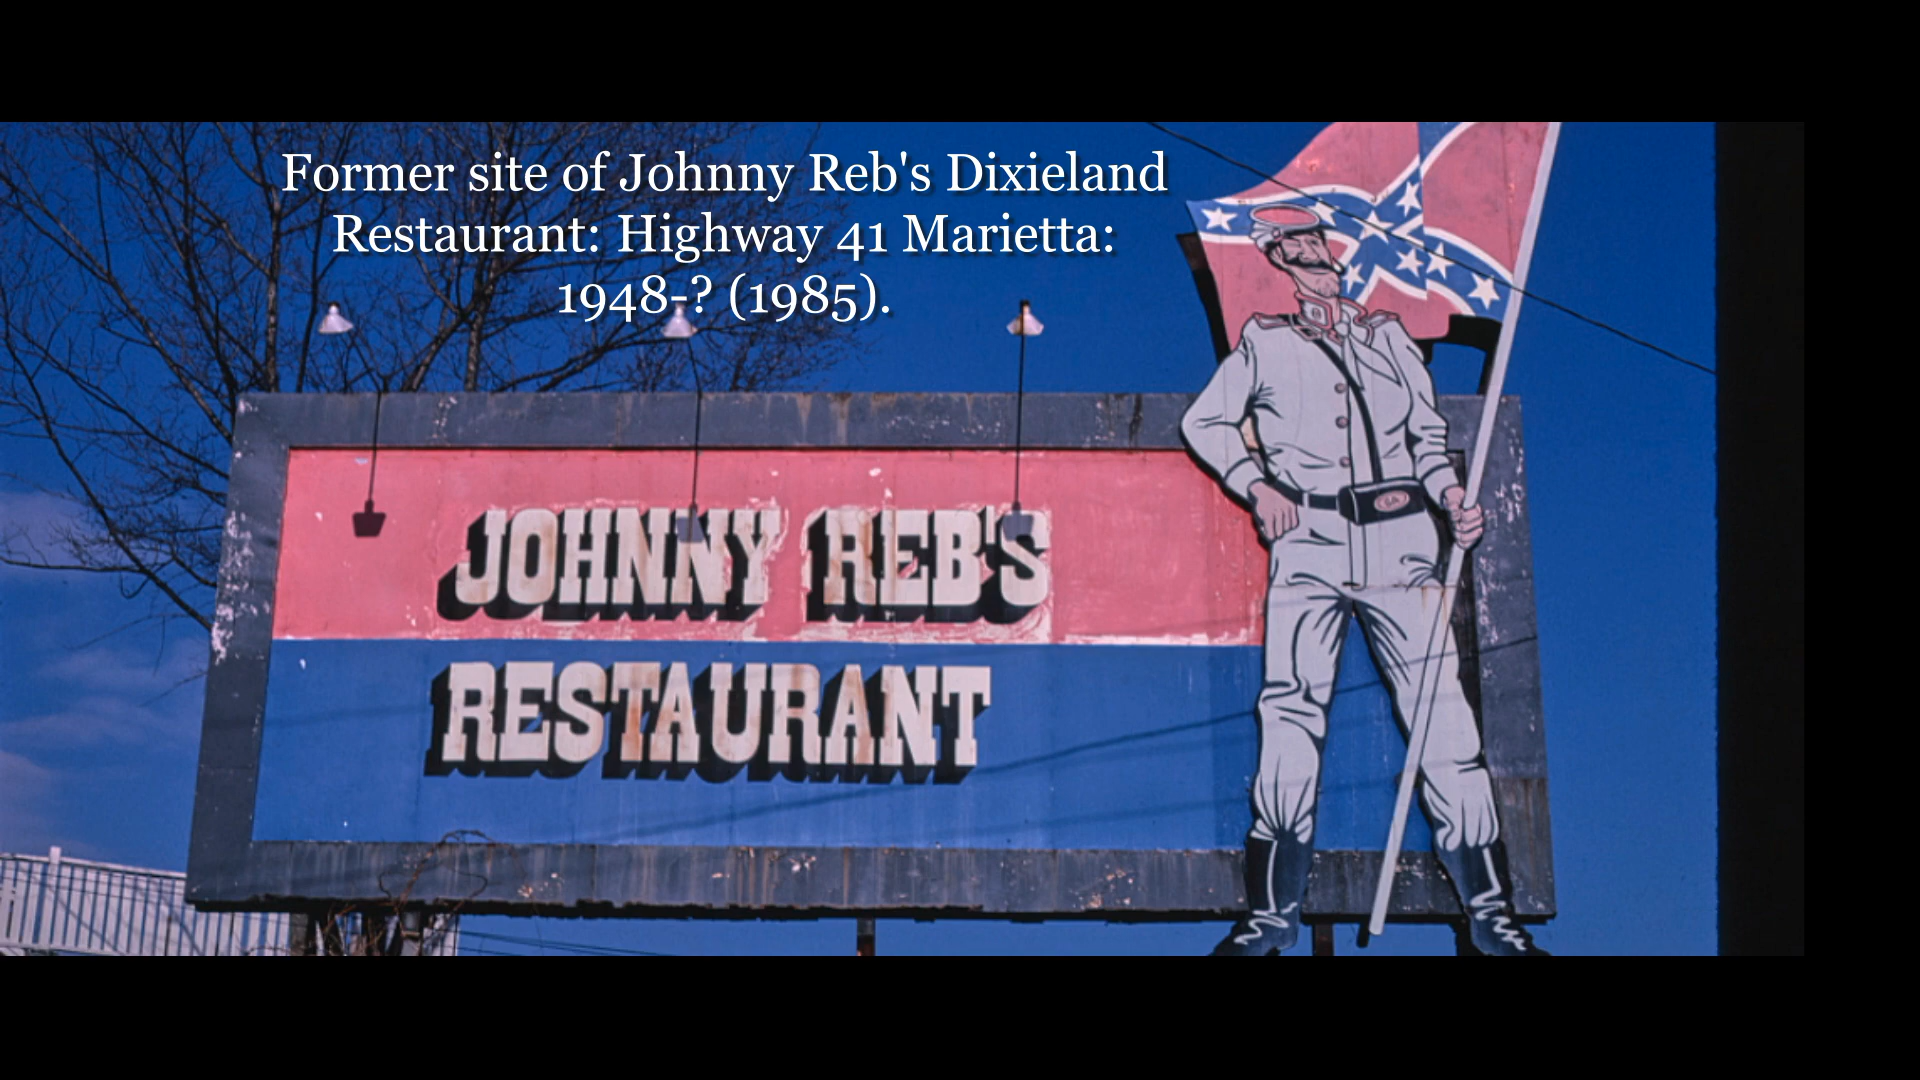 Former site of Johnny Reb's Dixieland
Restaurant: Highway 41 Marietta:
1948-? (1985).
JOHNNY REB'S
RESTAURANT